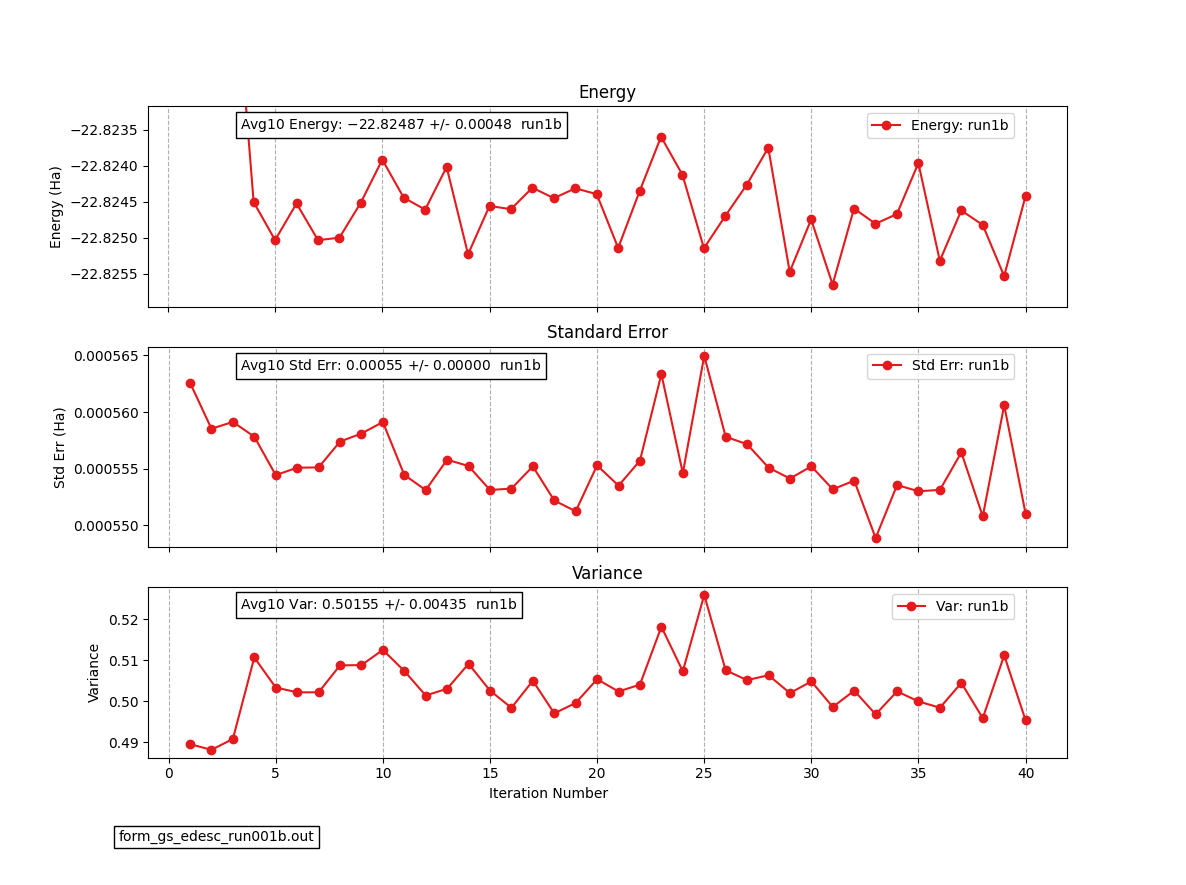 Energy
Avg10 Energy: −22.82487 +/- 0.00048 run1b
Energy: run1b
−22.8235
−22.8240
−22.8245
−22.8250
−22.8255
Energy (Ha)
Standard Error
Avg10 Std Err: 0.00055 +/- 0.00000 run1b
Std Err: run1b
0.000565
0.000560
0.000555
0.000550
Std Err (Ha)
Variance
Avg10 Var: 0.50155 +/- 0.00435 run1b
Var: run1b
0.52
0.51
0.50
0.49
Variance
0 5 10 15 20 25 30 35 40
Iteration Number
form_gs_edesc_run001b.out